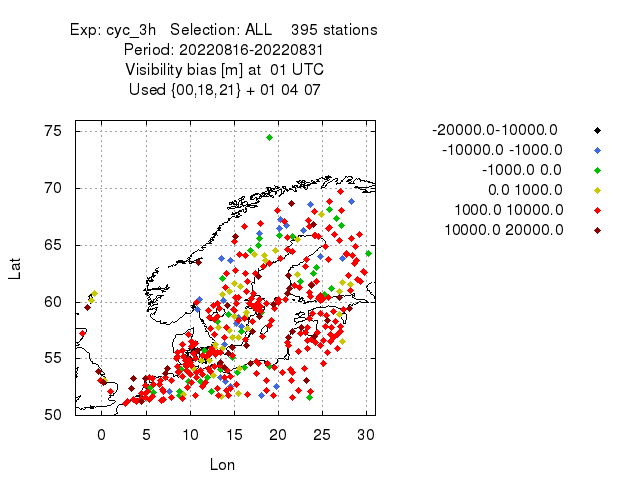 Exp: cyc_3h   Selection: ALL    395 stations
Period: 20220816-20220831
Visibility bias [m] at  01 UTC
Used {00,18,21} + 01 04 07
-20000.0-10000.0
-10000.0 -1000.0
-1000.0 0.0
0.0 1000.0
1000.0 10000.0
10000.0 20000.0
Lat
75
70
65
60
55
50
0 5 10 15 20 25 30
Lon